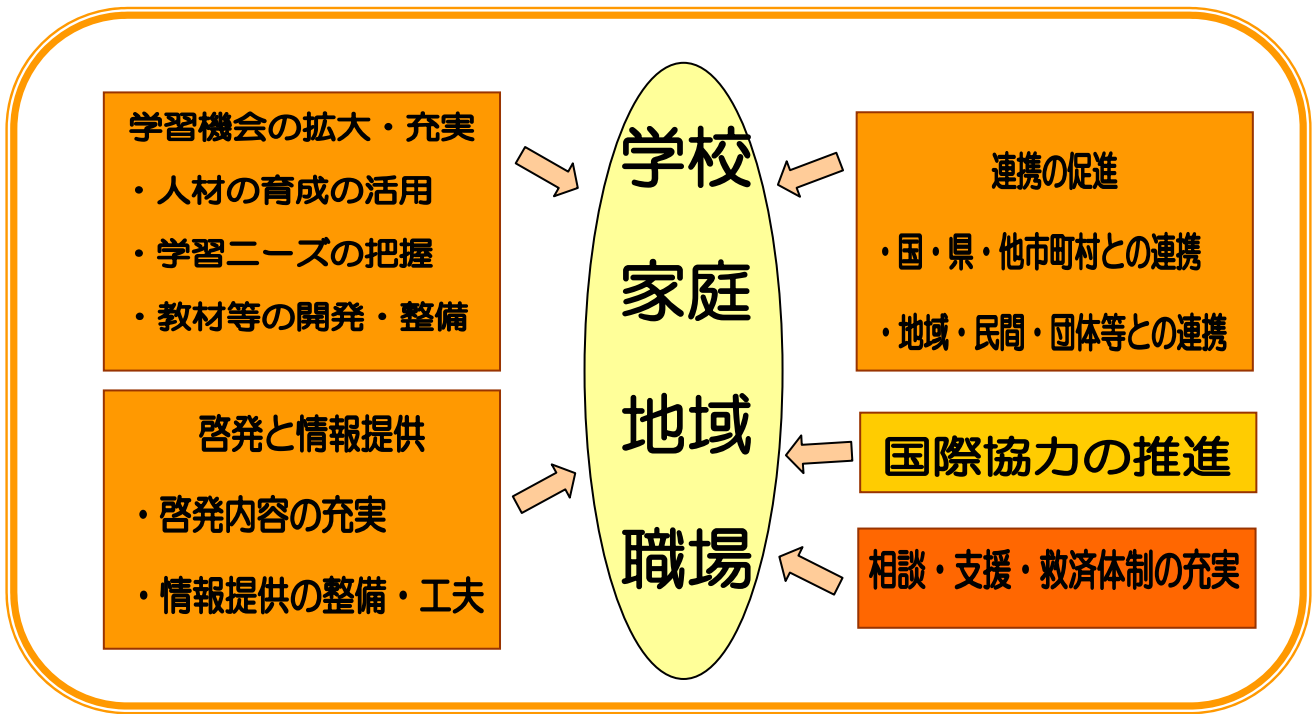 学習機会の拡大・充実
・人材の育成の活用
・学習ニーズの把握
・教材等の開発・整備
啓発と情報提供
・啓発内容の充実
・情報提供の整備・工夫
学校
家庭
地域
職場
連携の促進
・国・県・他市町村との連携
・地域・民間・団体等との連携
国際協力の推進
相談・支援・救済体制の充実